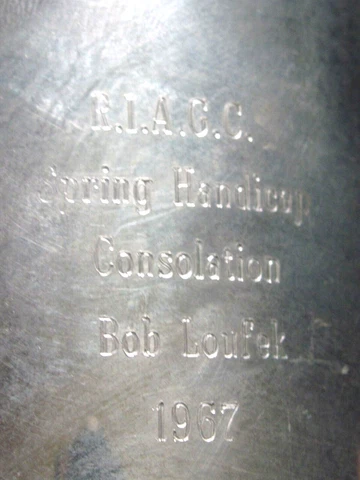 R.I.A.G.C.
Spring Handicap
Consolation
Bob Loufek
1967